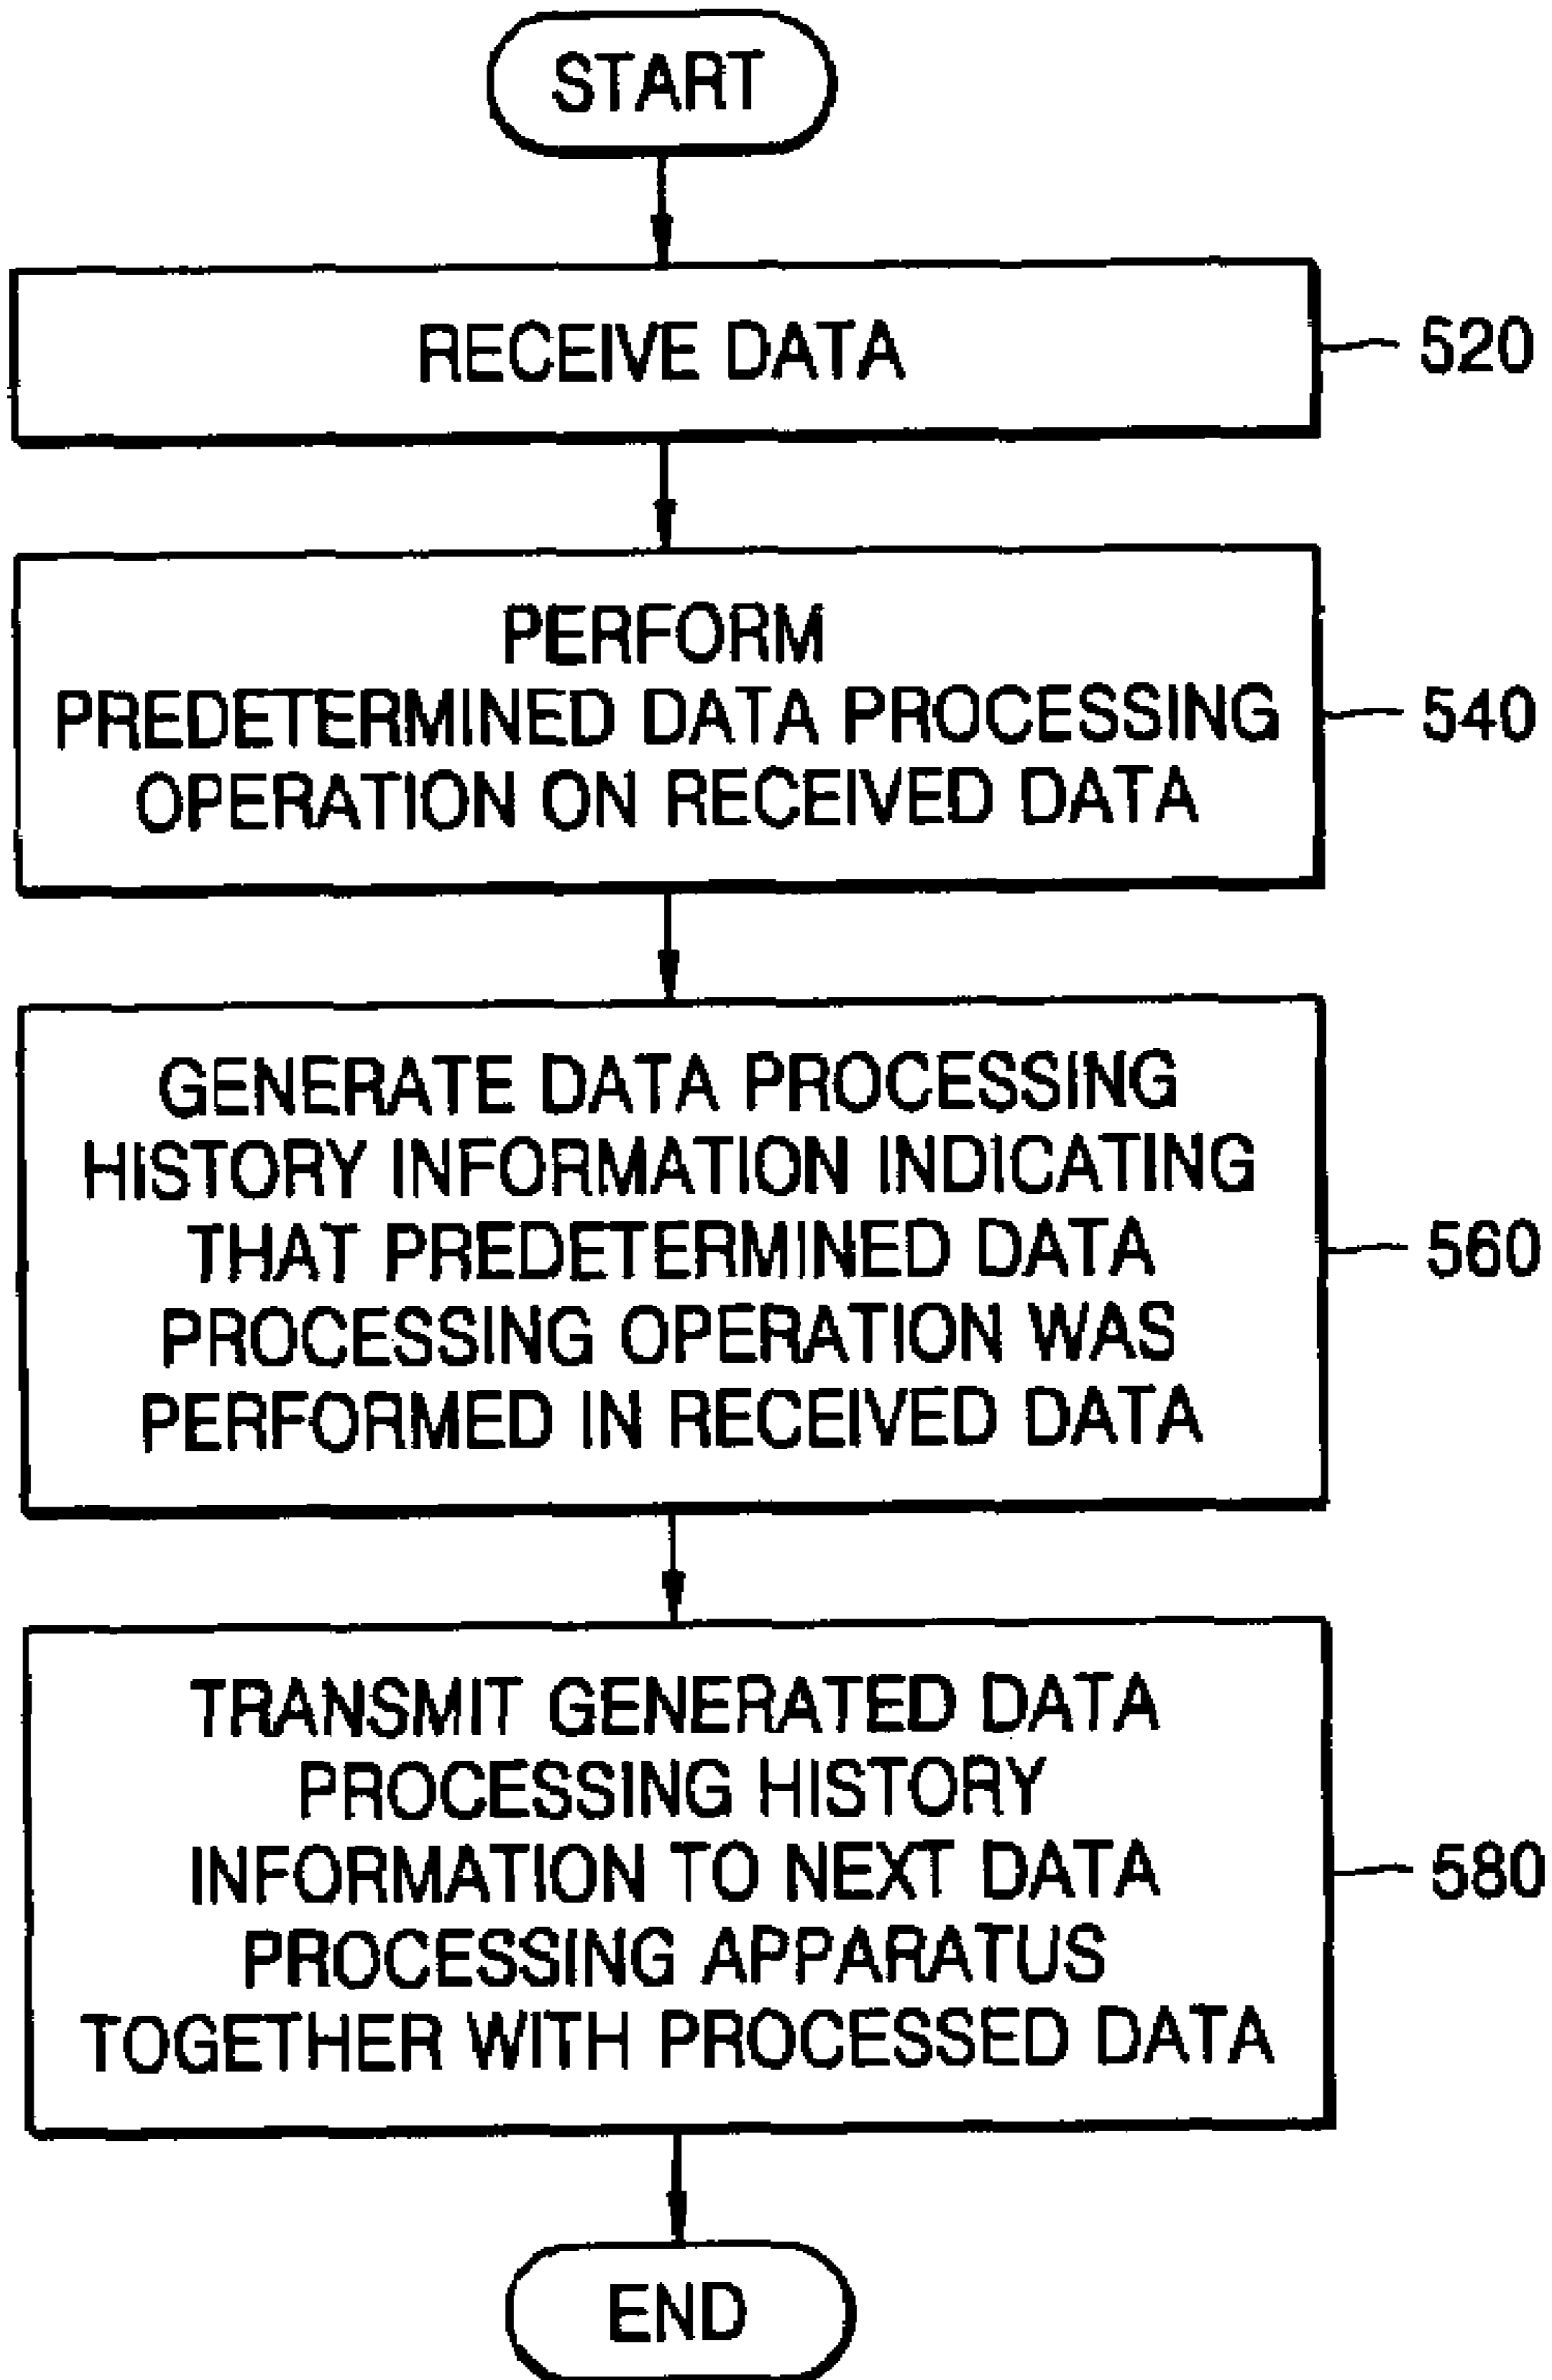 START
RECEIVE DATA
520
PERFORM
PREDETERMINED DATA PROCESSING
OPERATION ON RECEIVED DATA
540
GENERATE DATA PROCESSING
HISTORY INFORMATION INDICATING
THAT PREDETERMINED DATA
PROCESSING OPERATION WAS
PERFORMED IN RECEIVED DATA
560
TRANSMIT GENERATED DATA
PROCESSING HISTORY
INFORMATION TO NEXT DATA
PROCESSING APPARATUS
TOGETHER WITH PROCESSED DATA
580
END